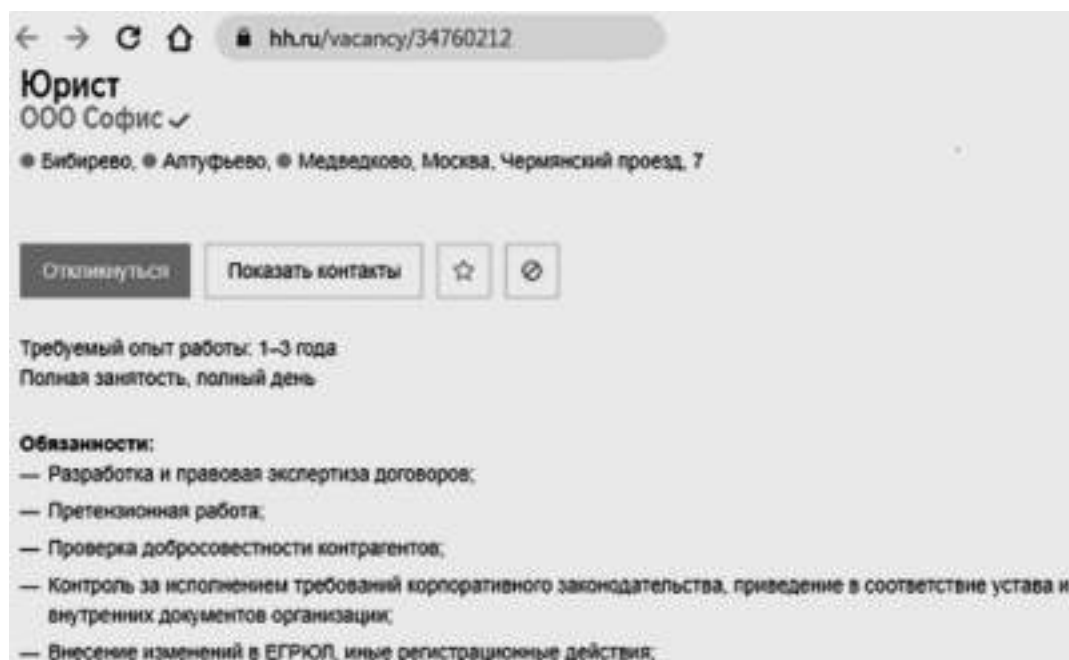 hh.ru/vacancy/34760212
Юрист
ООО Софис
Бибирево, Алтуфьево, Медведково, Москва, Чермянский проезд, 7
Откликнуться
Показать контакты
Требуемый опыт работы: 1–3 года
Полная занятость, полный день
Обязанности:
— Разработка и правовая экспертиза договоров;
— Претензионная работа;
— Проверка добросовестности контрагентов;
— Контроль за исполнением требований корпоративного законодательства, приведение в соответствие устава и
внутренних документов организации;
— Внесение изменений в ЕГРЮЛ, иные регистрационные действия;